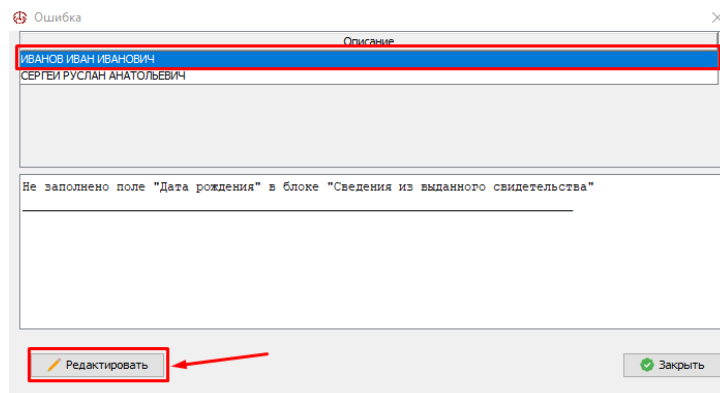 Ошибка
Описание
ИВАНОВ ИВАН ИВАНОВИЧ
СЕРГЕЙ РУСЛАН АНАТОЛЬЕВИЧ
Не заполнено поле "Дата рождения" в блоке "Сведения из выданного свидетельства"
Редактировать
Закрыть